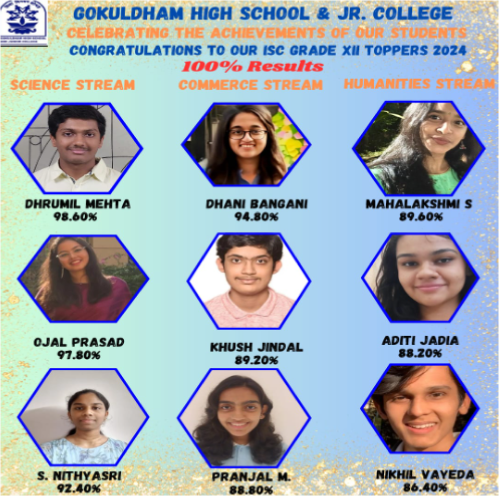 GOKULDHAM HIGH SCHOOL & JR. COLLEGE
CELEBRATING THE ACHIEVEMENTS OF OUR STUDENTS
CONGRATULATIONS TO OUR ISC GRADE XII TOPPERS 2024
100% Results
SCIENCE STREAM
COMMERCE STREAM
HUMANITIES STREAM
DHRUMIL MEHTA
98.60%
DHANI BANGANI
94.80%
MAHALAKSHMI S
89.60%
OJAL PRASAD
97.80%
KHUSH JINDAL
89.20%
ADITI JADIA
88.20%
S. NITHYASRI
92.40%
PRANJAL M.
88.80%
NIKHIL VAYEDA
86.40%